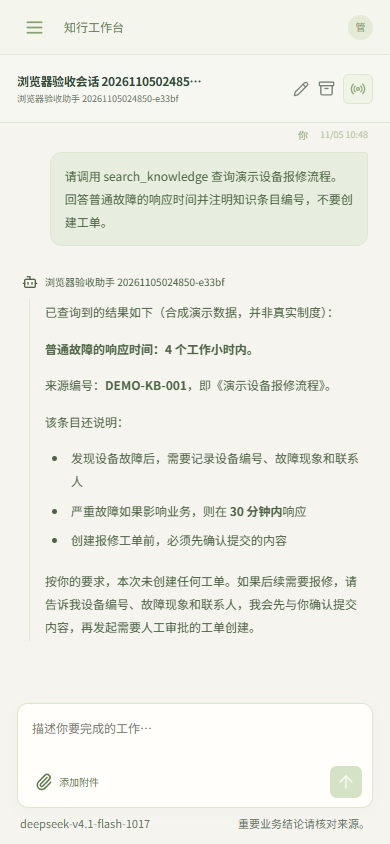 知行工作台
管
浏览器验收会话 2026110502485…
浏览器验收助手 20261105024850-e33bf
你 11/05 10:48
请调用 search_knowledge 查询演示设备报修流程。
回答普通故障的响应时间并注明知识条目编号，不要创
建工单。
浏览器验收助手 20261105024850-e33bf
已查询到的结果如下（合成演示数据，并非真实制度）：
普通故障的响应时间：4 个工作小时内。
来源编号：DEMO-KB-001，即《演示设备报修流程》。
该条目还说明：
发现设备故障后，需要记录设备编号、故障现象和联系
人
严重故障如果影响业务，则在 30 分钟内响应
创建报修工单前，必须先确认提交的内容
按你的要求，本次未创建任何工单。如果后续需要报修，请
告诉我设备编号、故障现象和联系人，我会先与你确认提交
内容，再发起需要人工审批的工单创建。
描述你要完成的工作…
添加附件
deepseek-v4.1-flash-1017 重要业务结论请核对来源。